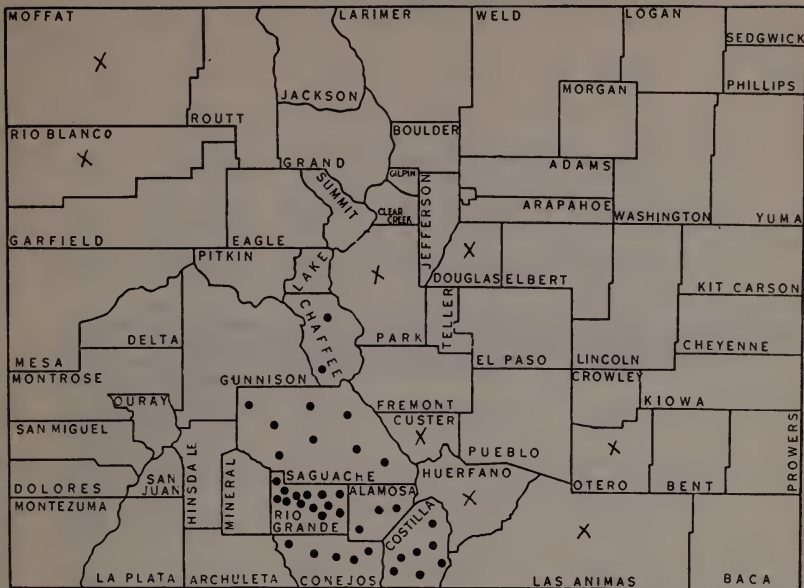 MOFFAT
LARIMER
WELD
LOGAN
SEDGWICK
PHILLIPS
JACKSON
MORGAN
ROUTT
RIO BLANCO
BOULDER
GRAND
ADAMS
GILPIN
SUMMIT
CLEAR
CREEK
JEFFERSON
ARAPAHOE
WASHINGTON
YUMA
GARFIELD
EAGLE
PITKIN
LAKE
DOUGLAS
ELBERT
KIT CARSON
CHAFFEE
TELLER
DELTA
PARK
CHEYENNE
MESA
EL PASO
LINCOLN
MONTROSE
GUNNISON
CROWLEY
OURAY
FREMONT
KIOWA
CUSTER
SAN MIGUEL
PUEBLO
PROWERS
HINSDALE
MINERAL
SAGUACHE
HUERFANO
DOLORES
SAN
JUAN
ALAMOSA
OTERO
BENT
MONTEZUMA
RIO
GRANDE
COSTILLA
LA PLATA
ARCHULETA
CONEJOS
LAS ANIMAS
BACA